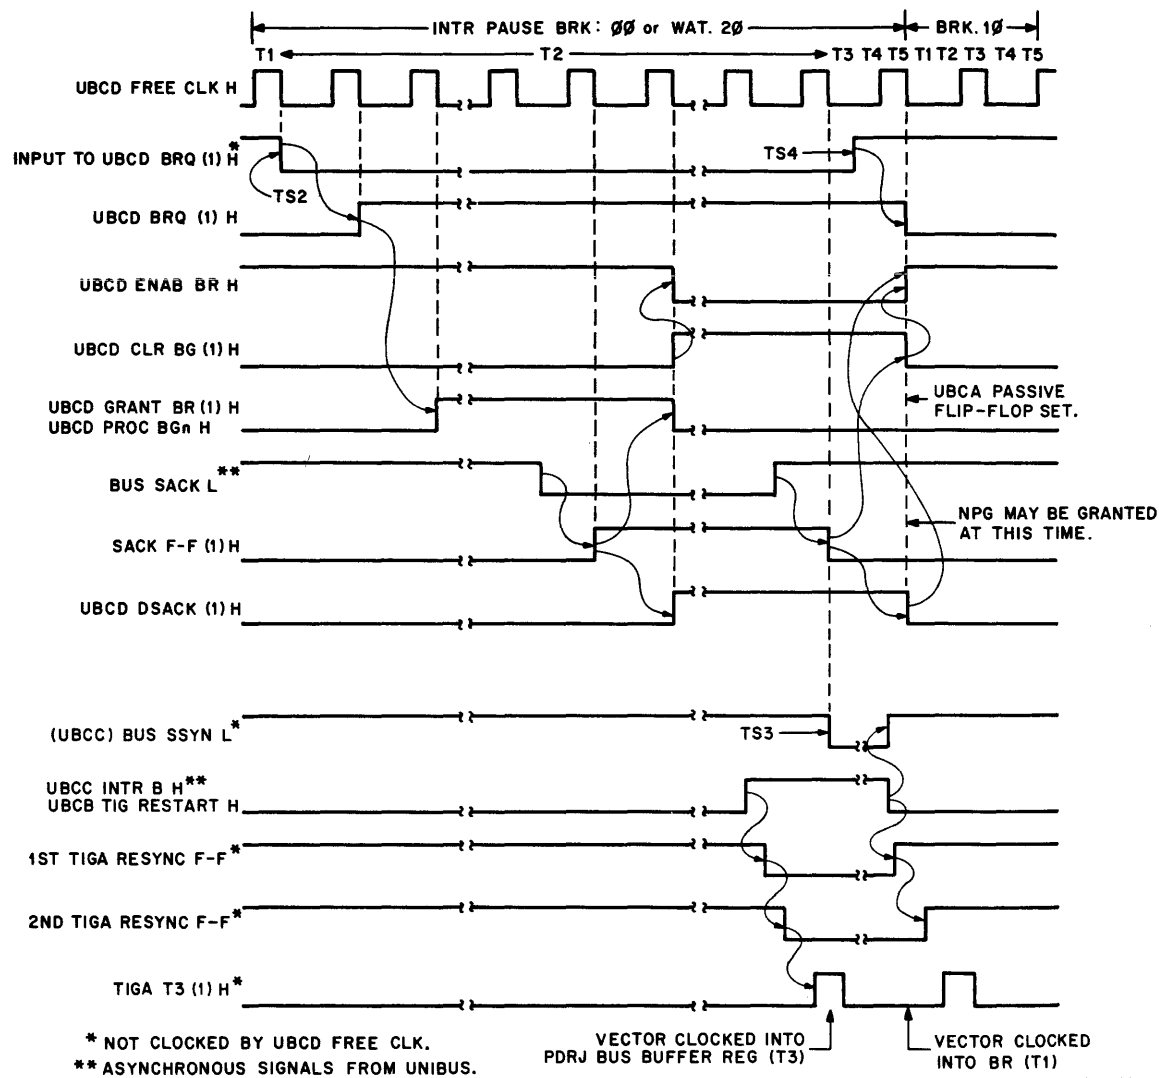 INTR PAUSE BRK: ØØ or WAT. 2Ø
BRK. 1Ø
T1 T2 T3 T4 T5 T1 T2 T3 T4 T5
UBCD FREE CLK H
INPUT TO UBCD BRQ (1) H*
TS2
TS4
UBCD BRQ (1) H
UBCD ENAB BR H
UBCD CLR BG (1) H
UBCD GRANT BR (1) H
UBCD PROC BGn H
UBCA PASSIVE
FLIP-FLOP SET.
BUS SACK L**
NPG MAY BE GRANTED
AT THIS TIME.
SACK F-F (1) H
UBCD DSACK (1) H
(UBCC) BUS SSYN L*
TS3
UBCC INTR B H**
UBCB TIG RESTART H
1ST TIGA RESYNC F-F*
2ND TIGA RESYNC F-F*
TIGA T3 (1) H*
* NOT CLOCKED BY UBCD FREE CLK.
** ASYNCHRONOUS SIGNALS FROM UNIBUS.
VECTOR CLOCKED INTO
PDRJ BUS BUFFER REG (T3)
VECTOR CLOCKED
INTO BR (T1)